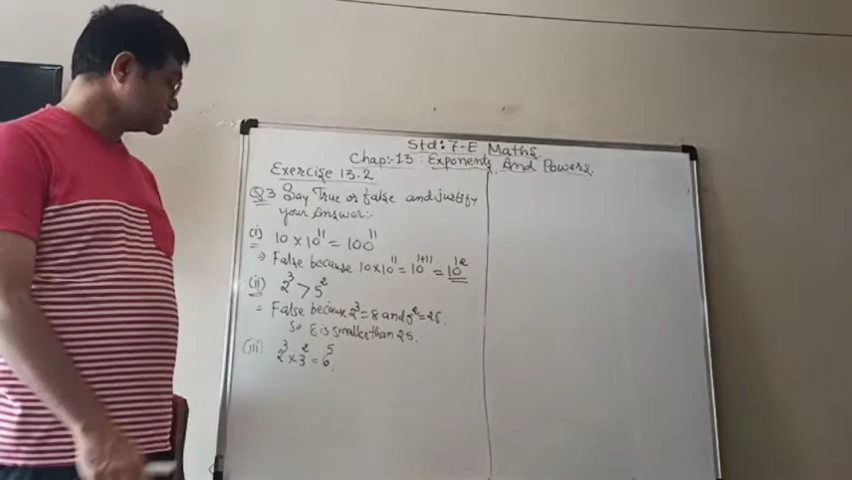 Std:- 7-E Maths.
Chap:-13 : Exponents And Powers.
Exercise 13.2
Q3 Say True or false and justify
your Answer:-
(i) 10 × 10¹¹ = 100¹¹
⇒ False because 10×10¹¹ = 10¹⁺¹¹ = 10¹²
(ii) 2³ > 5²
= False because 2³ = 8 and 5² = 25.
So 8 is smaller than 25.
(iii) 2³ × 3² = 6⁵.